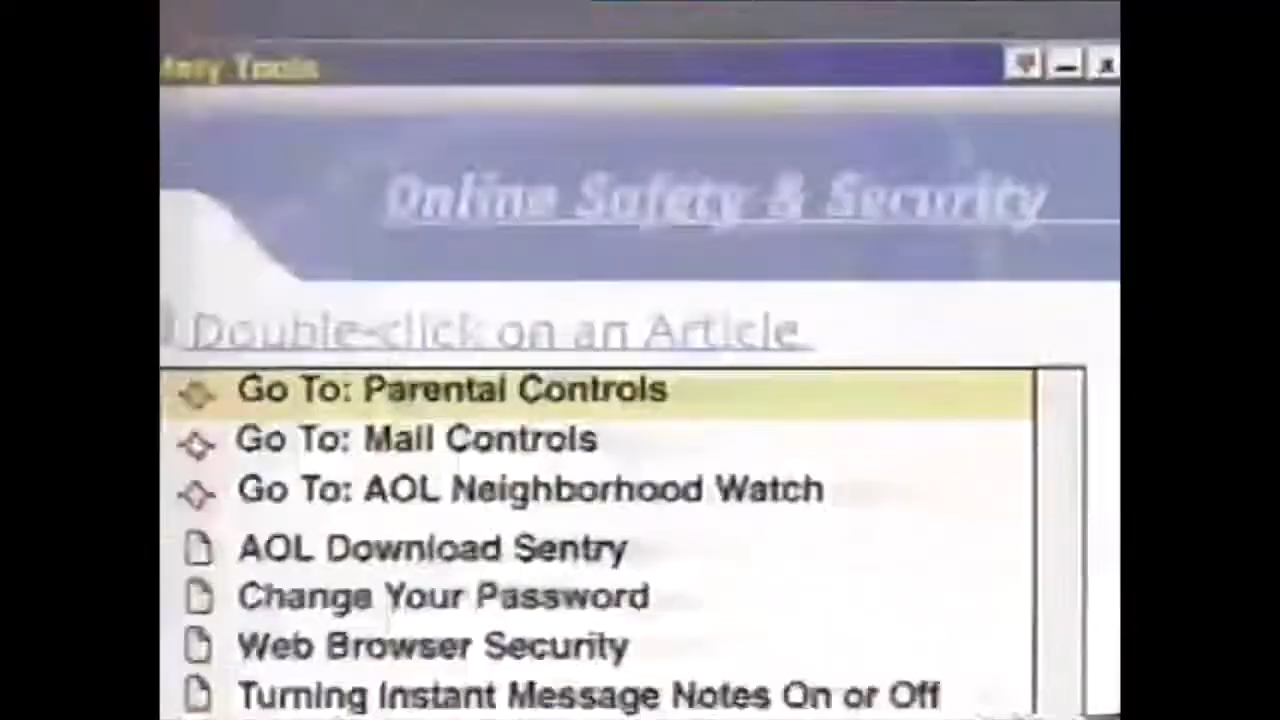 Tools
Online Safety & Security
Double-click on an Article
Go To: Parental Controls
Go To: Mail Controls
Go To: AOL Neighborhood Watch
AOL Download Sentry
Change Your Password
Web Browser Security
Turning Instant Message Notes On or Off